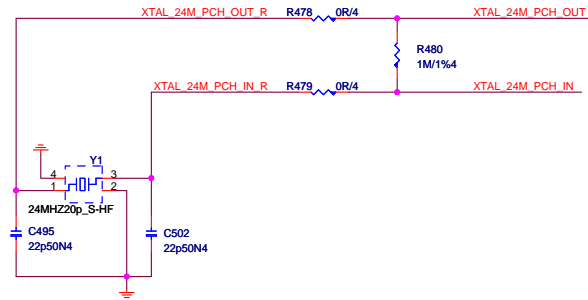 XTAL_24M_PCH_OUT_R R478 0R/4 XTAL_24M_PCH_OUT
R480
1M/1%4
XTAL_24M_PCH_IN_R R479 0R/4 XTAL_24M_PCH_IN
Y1
4 3
1 2
24MHZ20p_S-HF
C495
22p50N4
C502
22p50N4